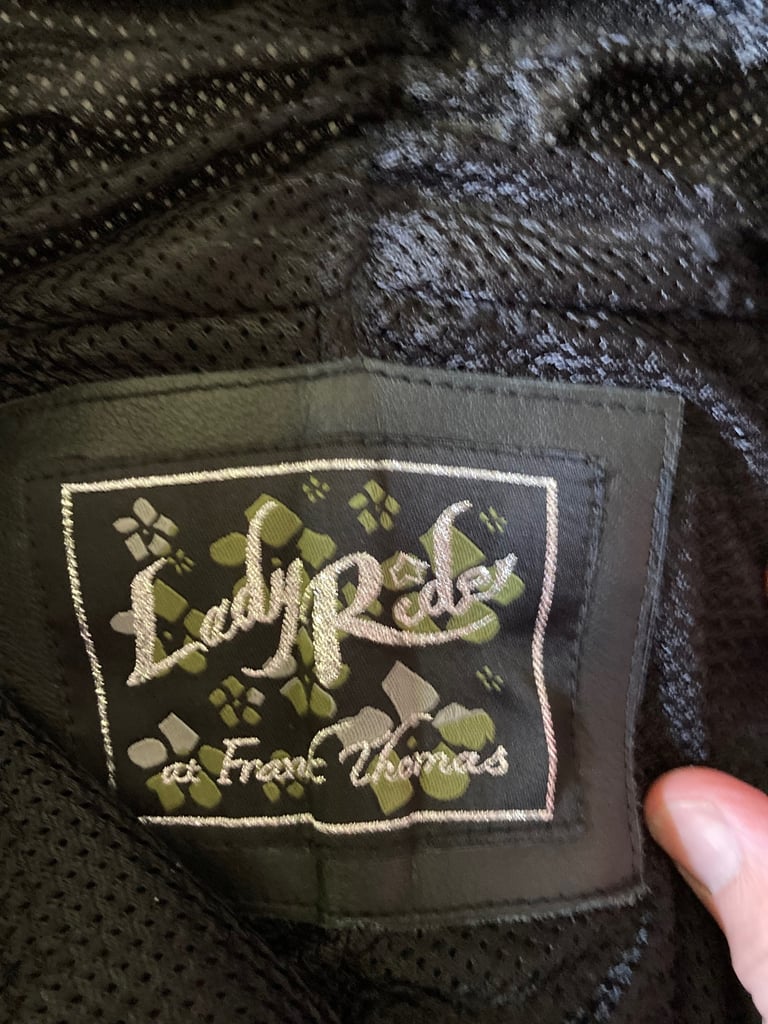 Lady Rider
at Frank Thomas